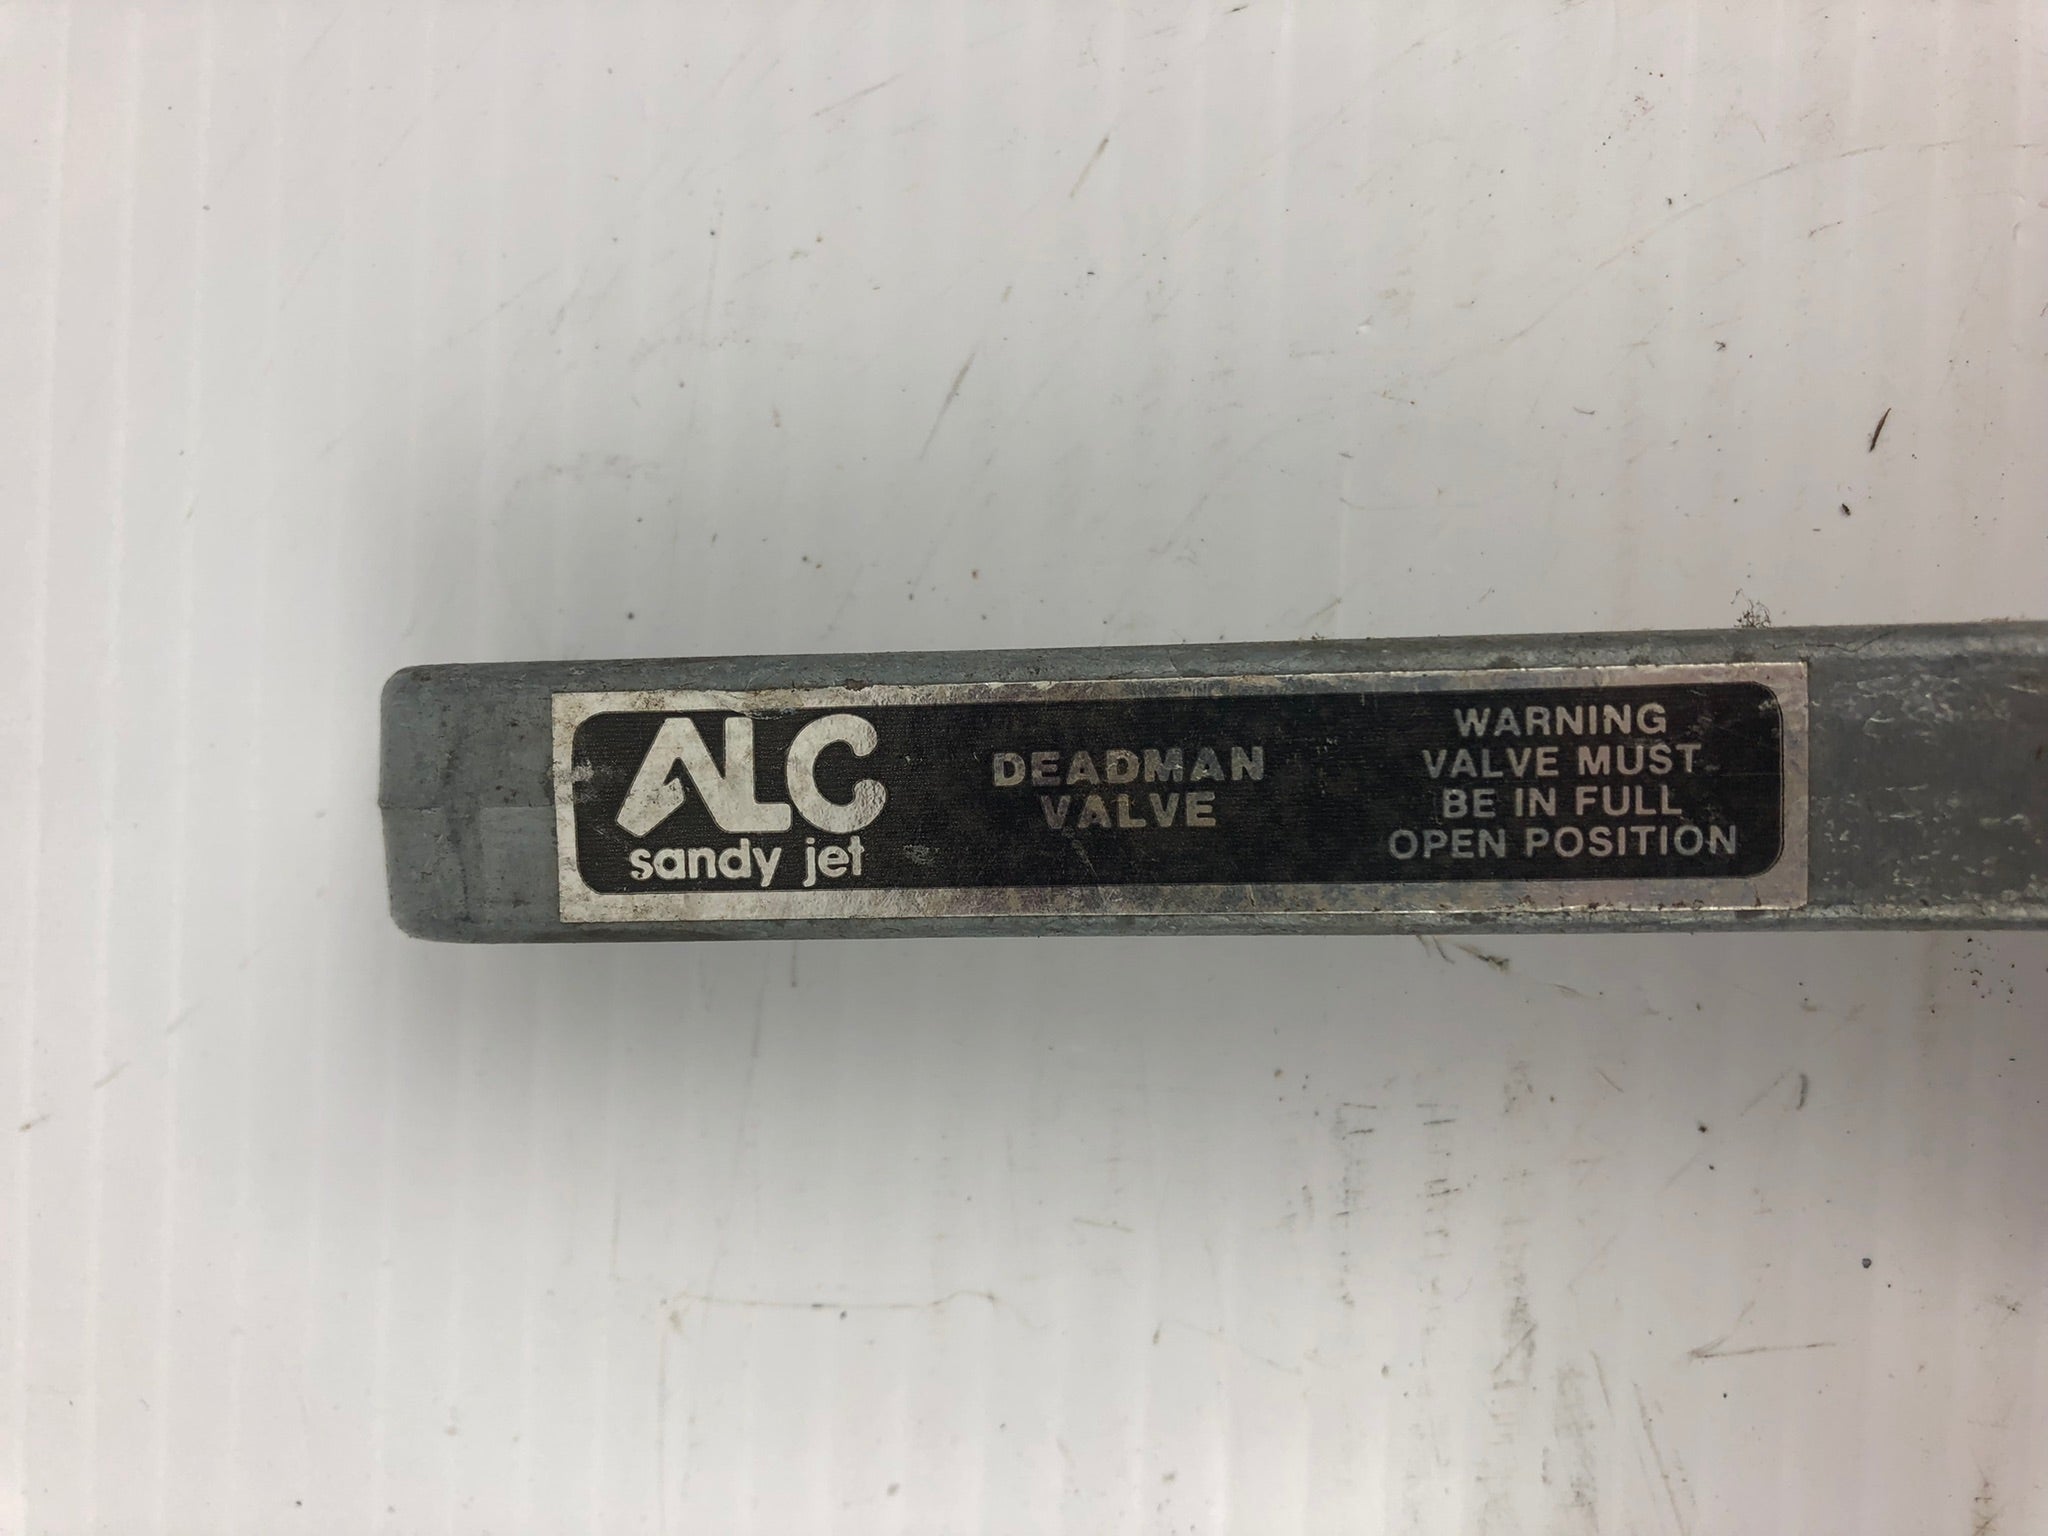 ALC
sandy jet
DEADMAN
VALVE
WARNING
VALVE MUST
BE IN FULL
OPEN POSITION